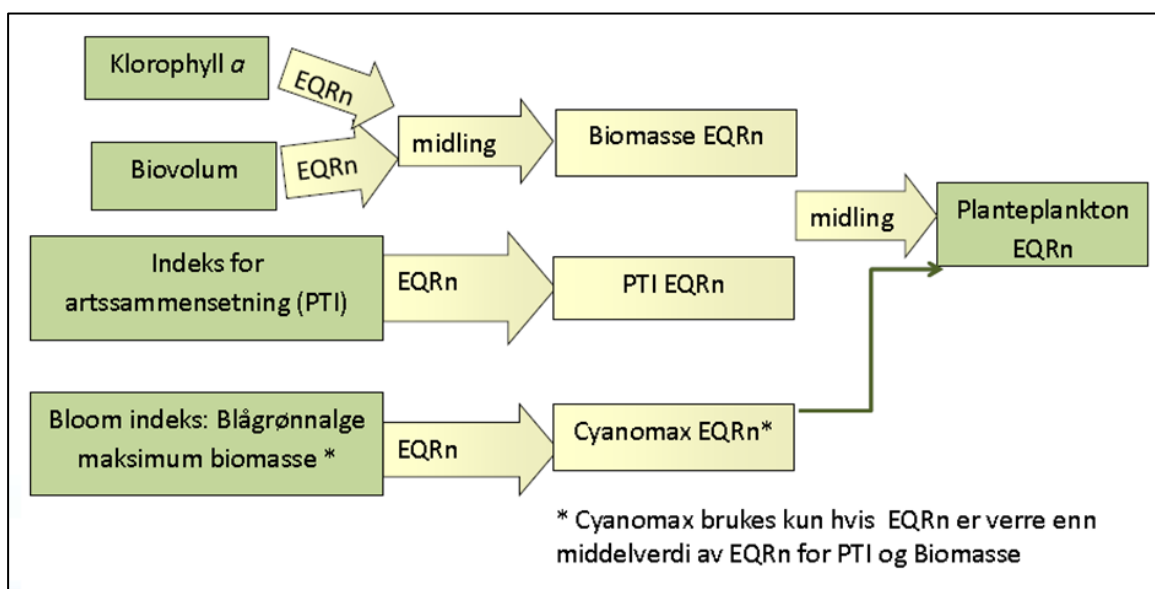 Klorophyll a
EQRn
Biovolum
EQRn
midling
Biomasse EQRn
midling
Planteplankton
EQRn
Indeks for
artssammensetning (PTI)
EQRn
PTI EQRn
Bloom indeks: Blågrønnalge
maksimum biomasse *
EQRn
Cyanomax EQRn*
* Cyanomax brukes kun hvis EQRn er verre enn
middelverdi av EQRn for PTI og Biomasse